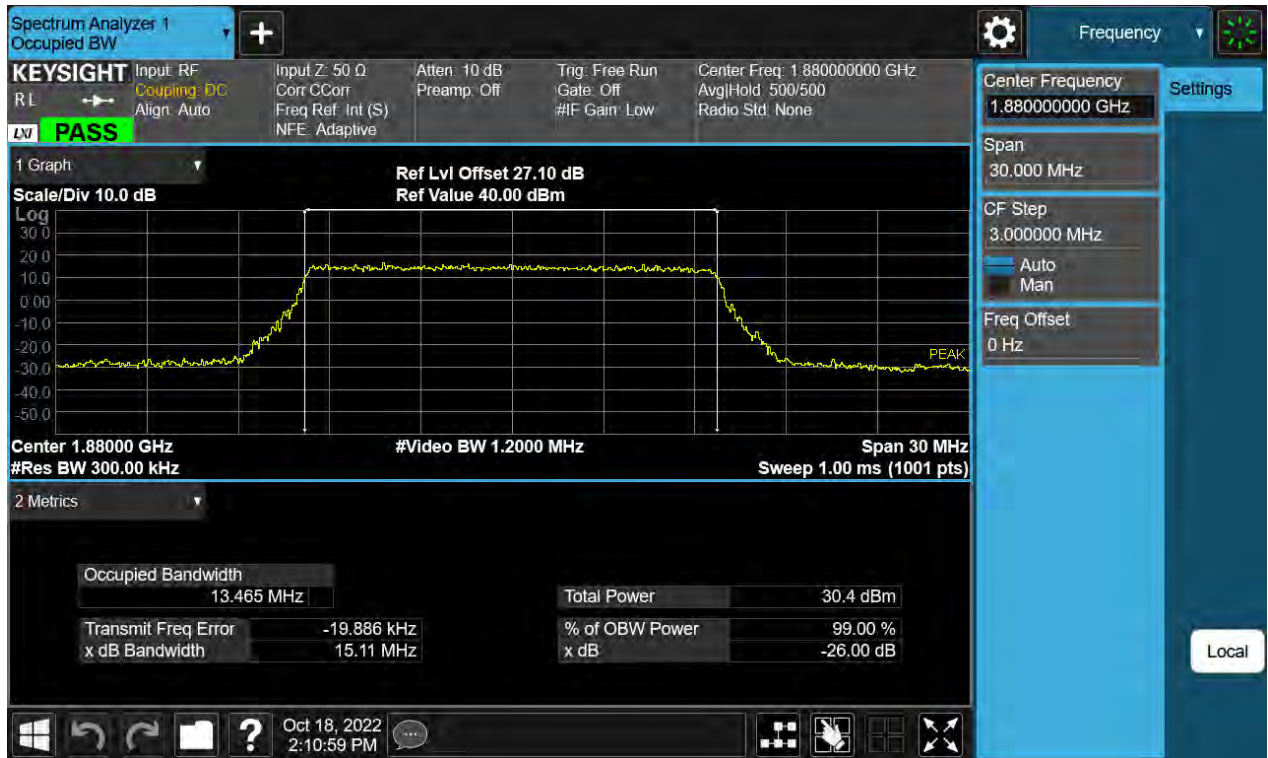 Spectrum Analyzer 1
Occupied BW
+
Frequency
KEYSIGHT
RL
LXI
PASS
Input: RF
Coupling: DC
Align: Auto
Input Z: 50 Ω
Corr CCorr
Freq Ref: Int (S)
NFE: Adaptive
Atten: 10 dB
Preamp: Off
Trig: Free Run
Gate: Off
#IF Gain: Low
Center Freq: 1.880000000 GHz
Avg|Hold: 500/500
Radio Std: None
Center Frequency
1.880000000 GHz
Settings
Span
30.000 MHz
CF Step
3.000000 MHz
Auto
Man
Freq Offset
0 Hz
Local
1 Graph
Scale/Div 10.0 dB
Ref Lvl Offset 27.10 dB
Ref Value 40.00 dBm
Log
30.0
20.0
10.0
0.00
-10.0
-20.0
-30.0
-40.0
-50.0
PEAK
Center 1.88000 GHz
#Video BW 1.2000 MHz
Span 30 MHz
#Res BW 300.00 kHz
Sweep 1.00 ms (1001 pts)
2 Metrics
Occupied Bandwidth
13.465 MHz
Total Power 30.4 dBm
Transmit Freq Error -19.886 kHz
% of OBW Power 99.00 %
x dB Bandwidth 15.11 MHz
x dB -26.00 dB
?
Oct 18, 2022
2:10:59 PM